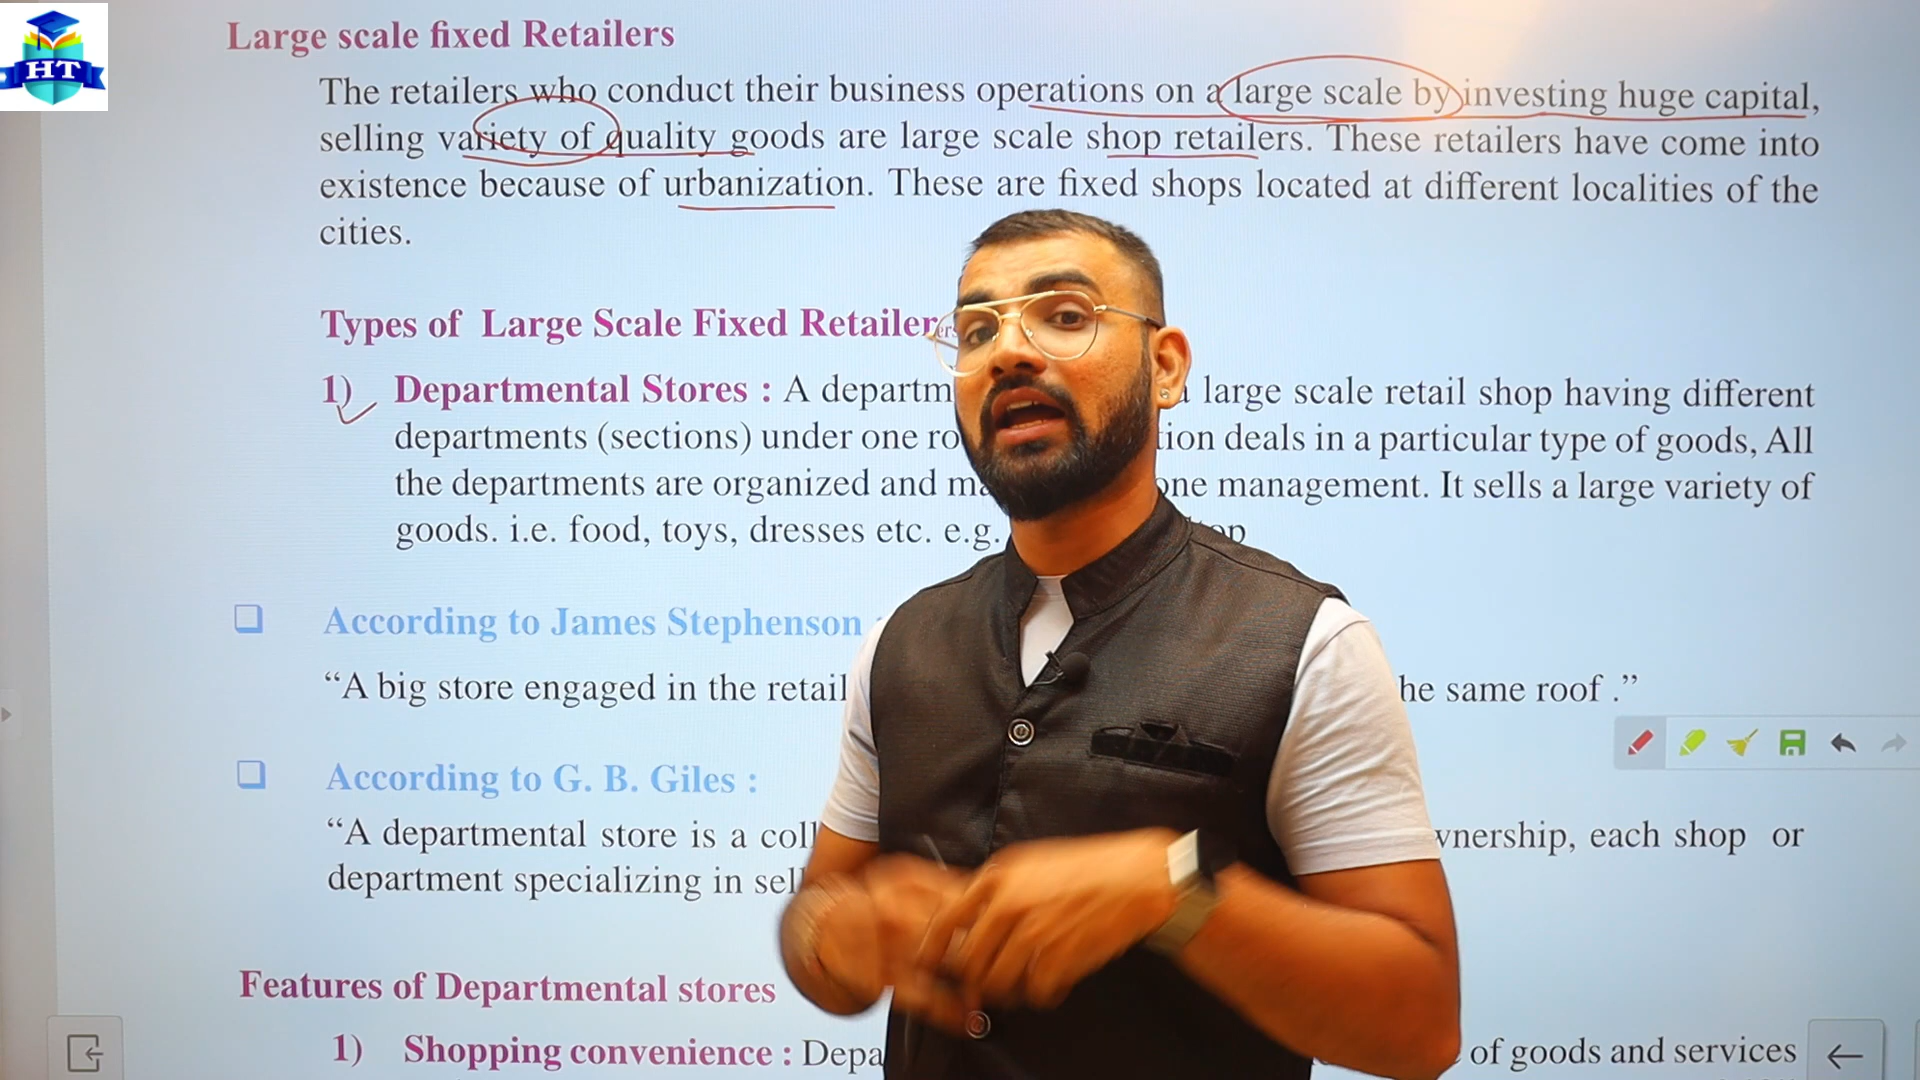 HT
Large scale fixed Retailers
The retailers who conduct their business operations on a large scale by investing huge capital,
selling variety of quality goods are large scale shop retailers. These retailers have come into
existence because of urbanization. These are fixed shops located at different localities of the
cities.
Types of Large Scale Fixed Retailers
1) Departmental Stores : A departm large scale retail shop having different
departments (sections) under one ro tion deals in a particular type of goods, All
the departments are organized and ma one management. It sells a large variety of
goods. i.e. food, toys, dresses etc. e.g.
According to James Stephenson :
“A big store engaged in the retail he same roof .”
According to G. B. Giles :
“A departmental store is a coll wnership, each shop or
department specializing in sell
Features of Departmental stores
1) Shopping convenience : Depa of goods and services